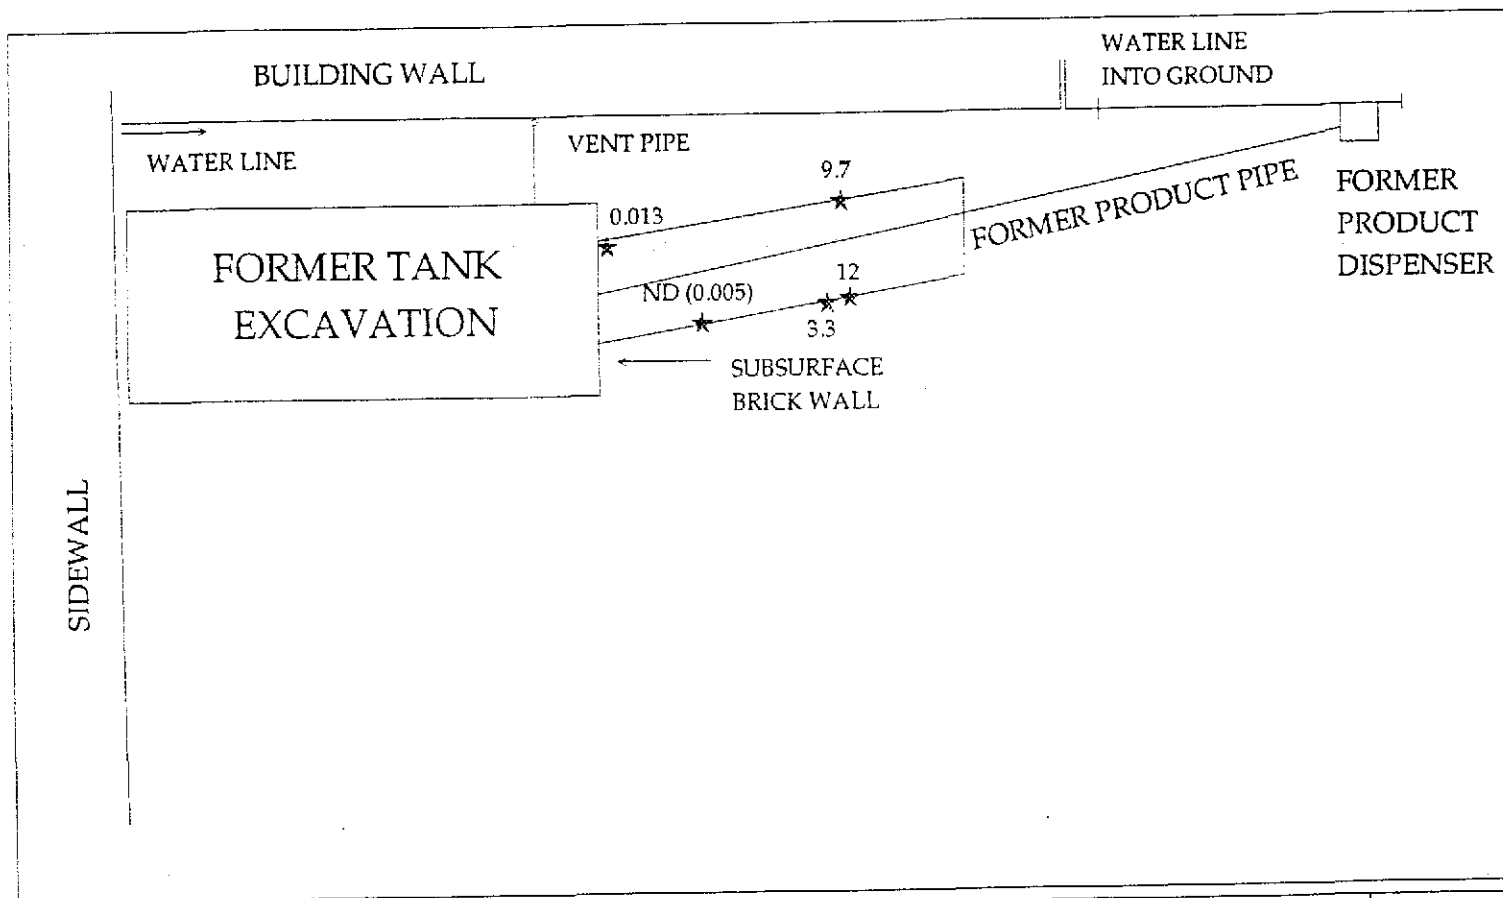 WATER LINE
INTO GROUND
BUILDING WALL
VENT PIPE
WATER LINE
9.7
FORMER PRODUCT PIPE
FORMER
PRODUCT
DISPENSER
0.013
FORMER TANK
EXCAVATION
12
ND (0.005)
3.3
SUBSURFACE
BRICK WALL
SIDEWALL